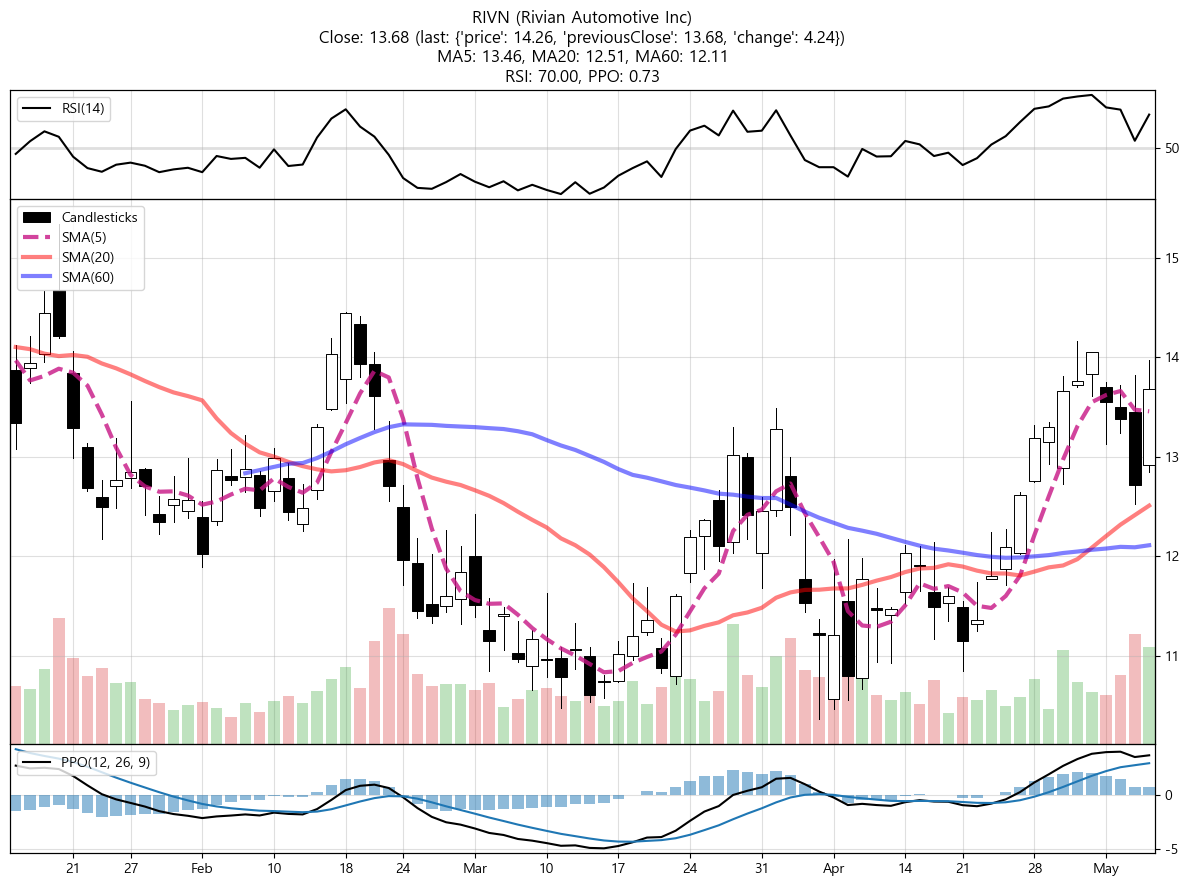 RIVN (Rivian Automotive Inc)
Close: 13.68 (last: {'price': 14.26, 'previousClose': 13.68, 'change': 4.24})
MA5: 13.46, MA20: 12.51, MA60: 12.11
RSI: 70.00, PPO: 0.73
RSI(14)
50
Candlesticks
SMA(5)
SMA(20)
SMA(60)
15
14
13
12
11
PPO(12, 26, 9)
0
-5
21 27 Feb 10 18 24 Mar 10 17 24 31 Apr 14 21 28 May